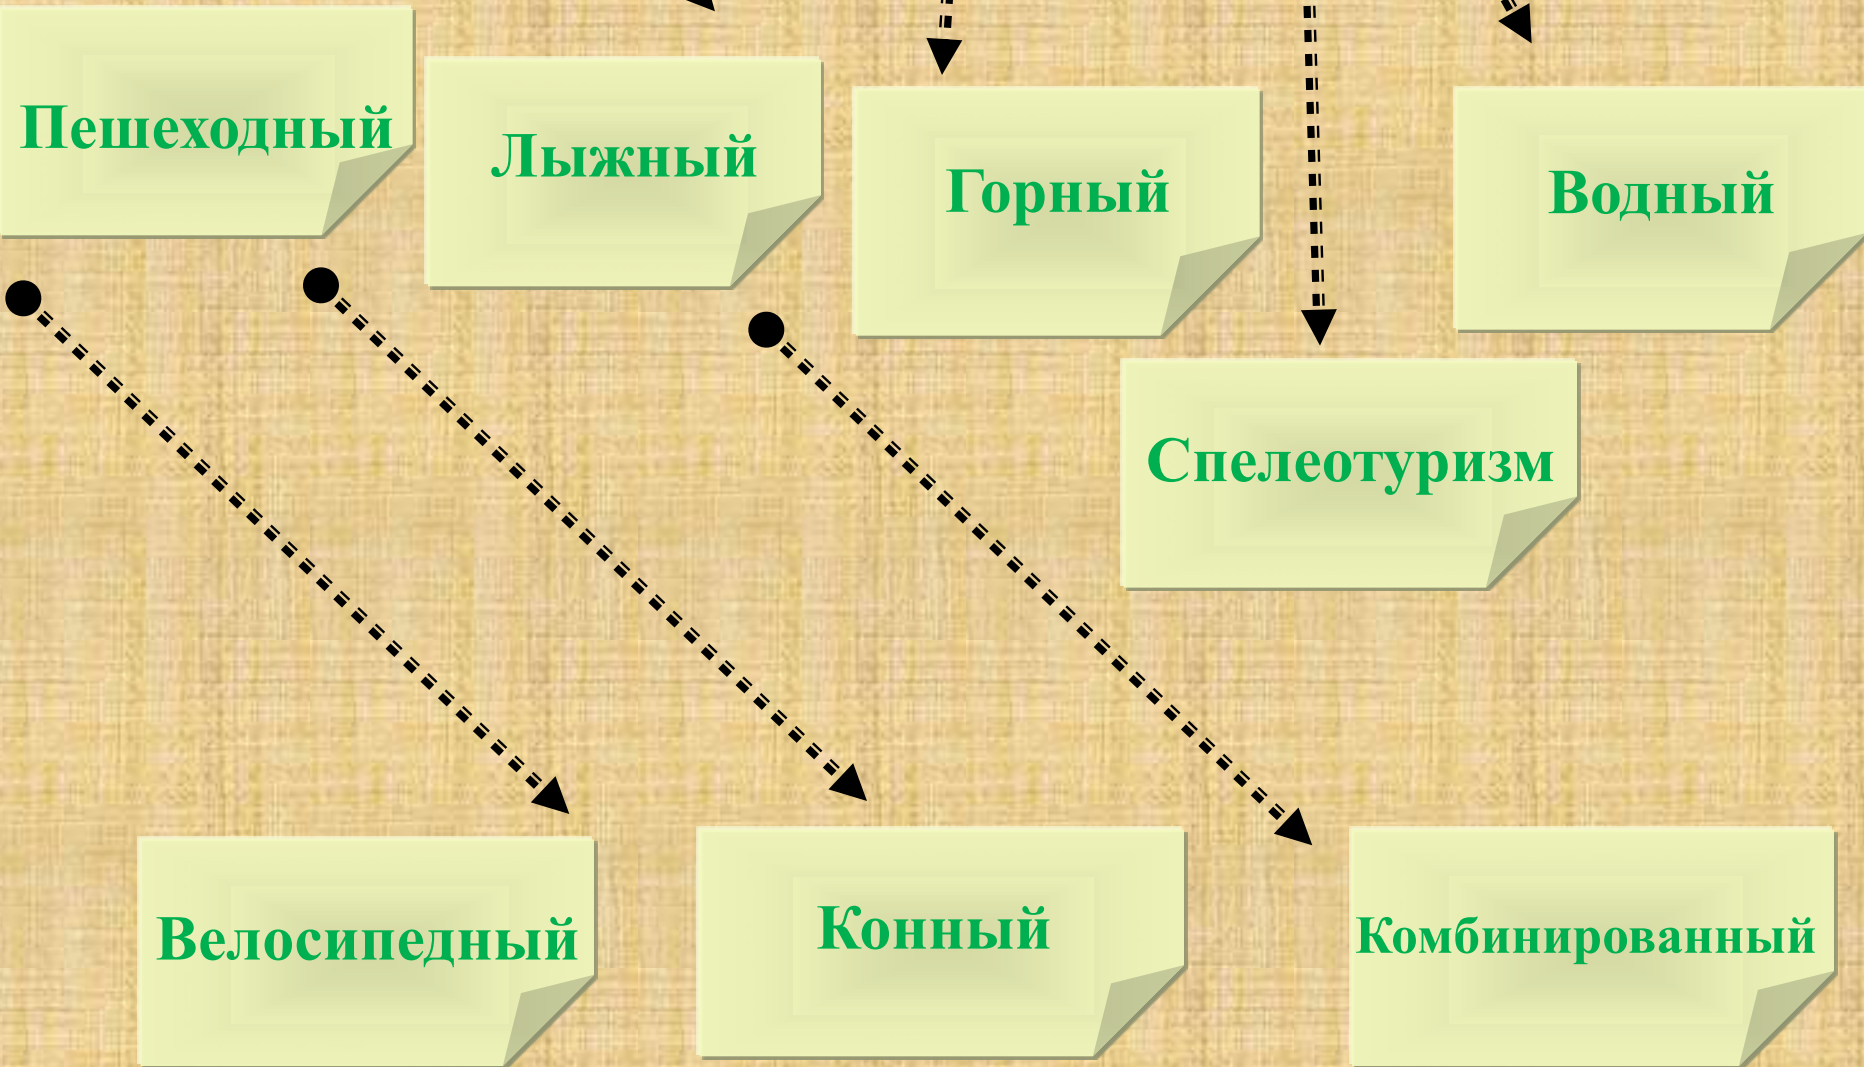 Пешеходный
Лыжный
Горный
Водный
Спелеотуризм
Велосипедный
Конный
Комбинированный